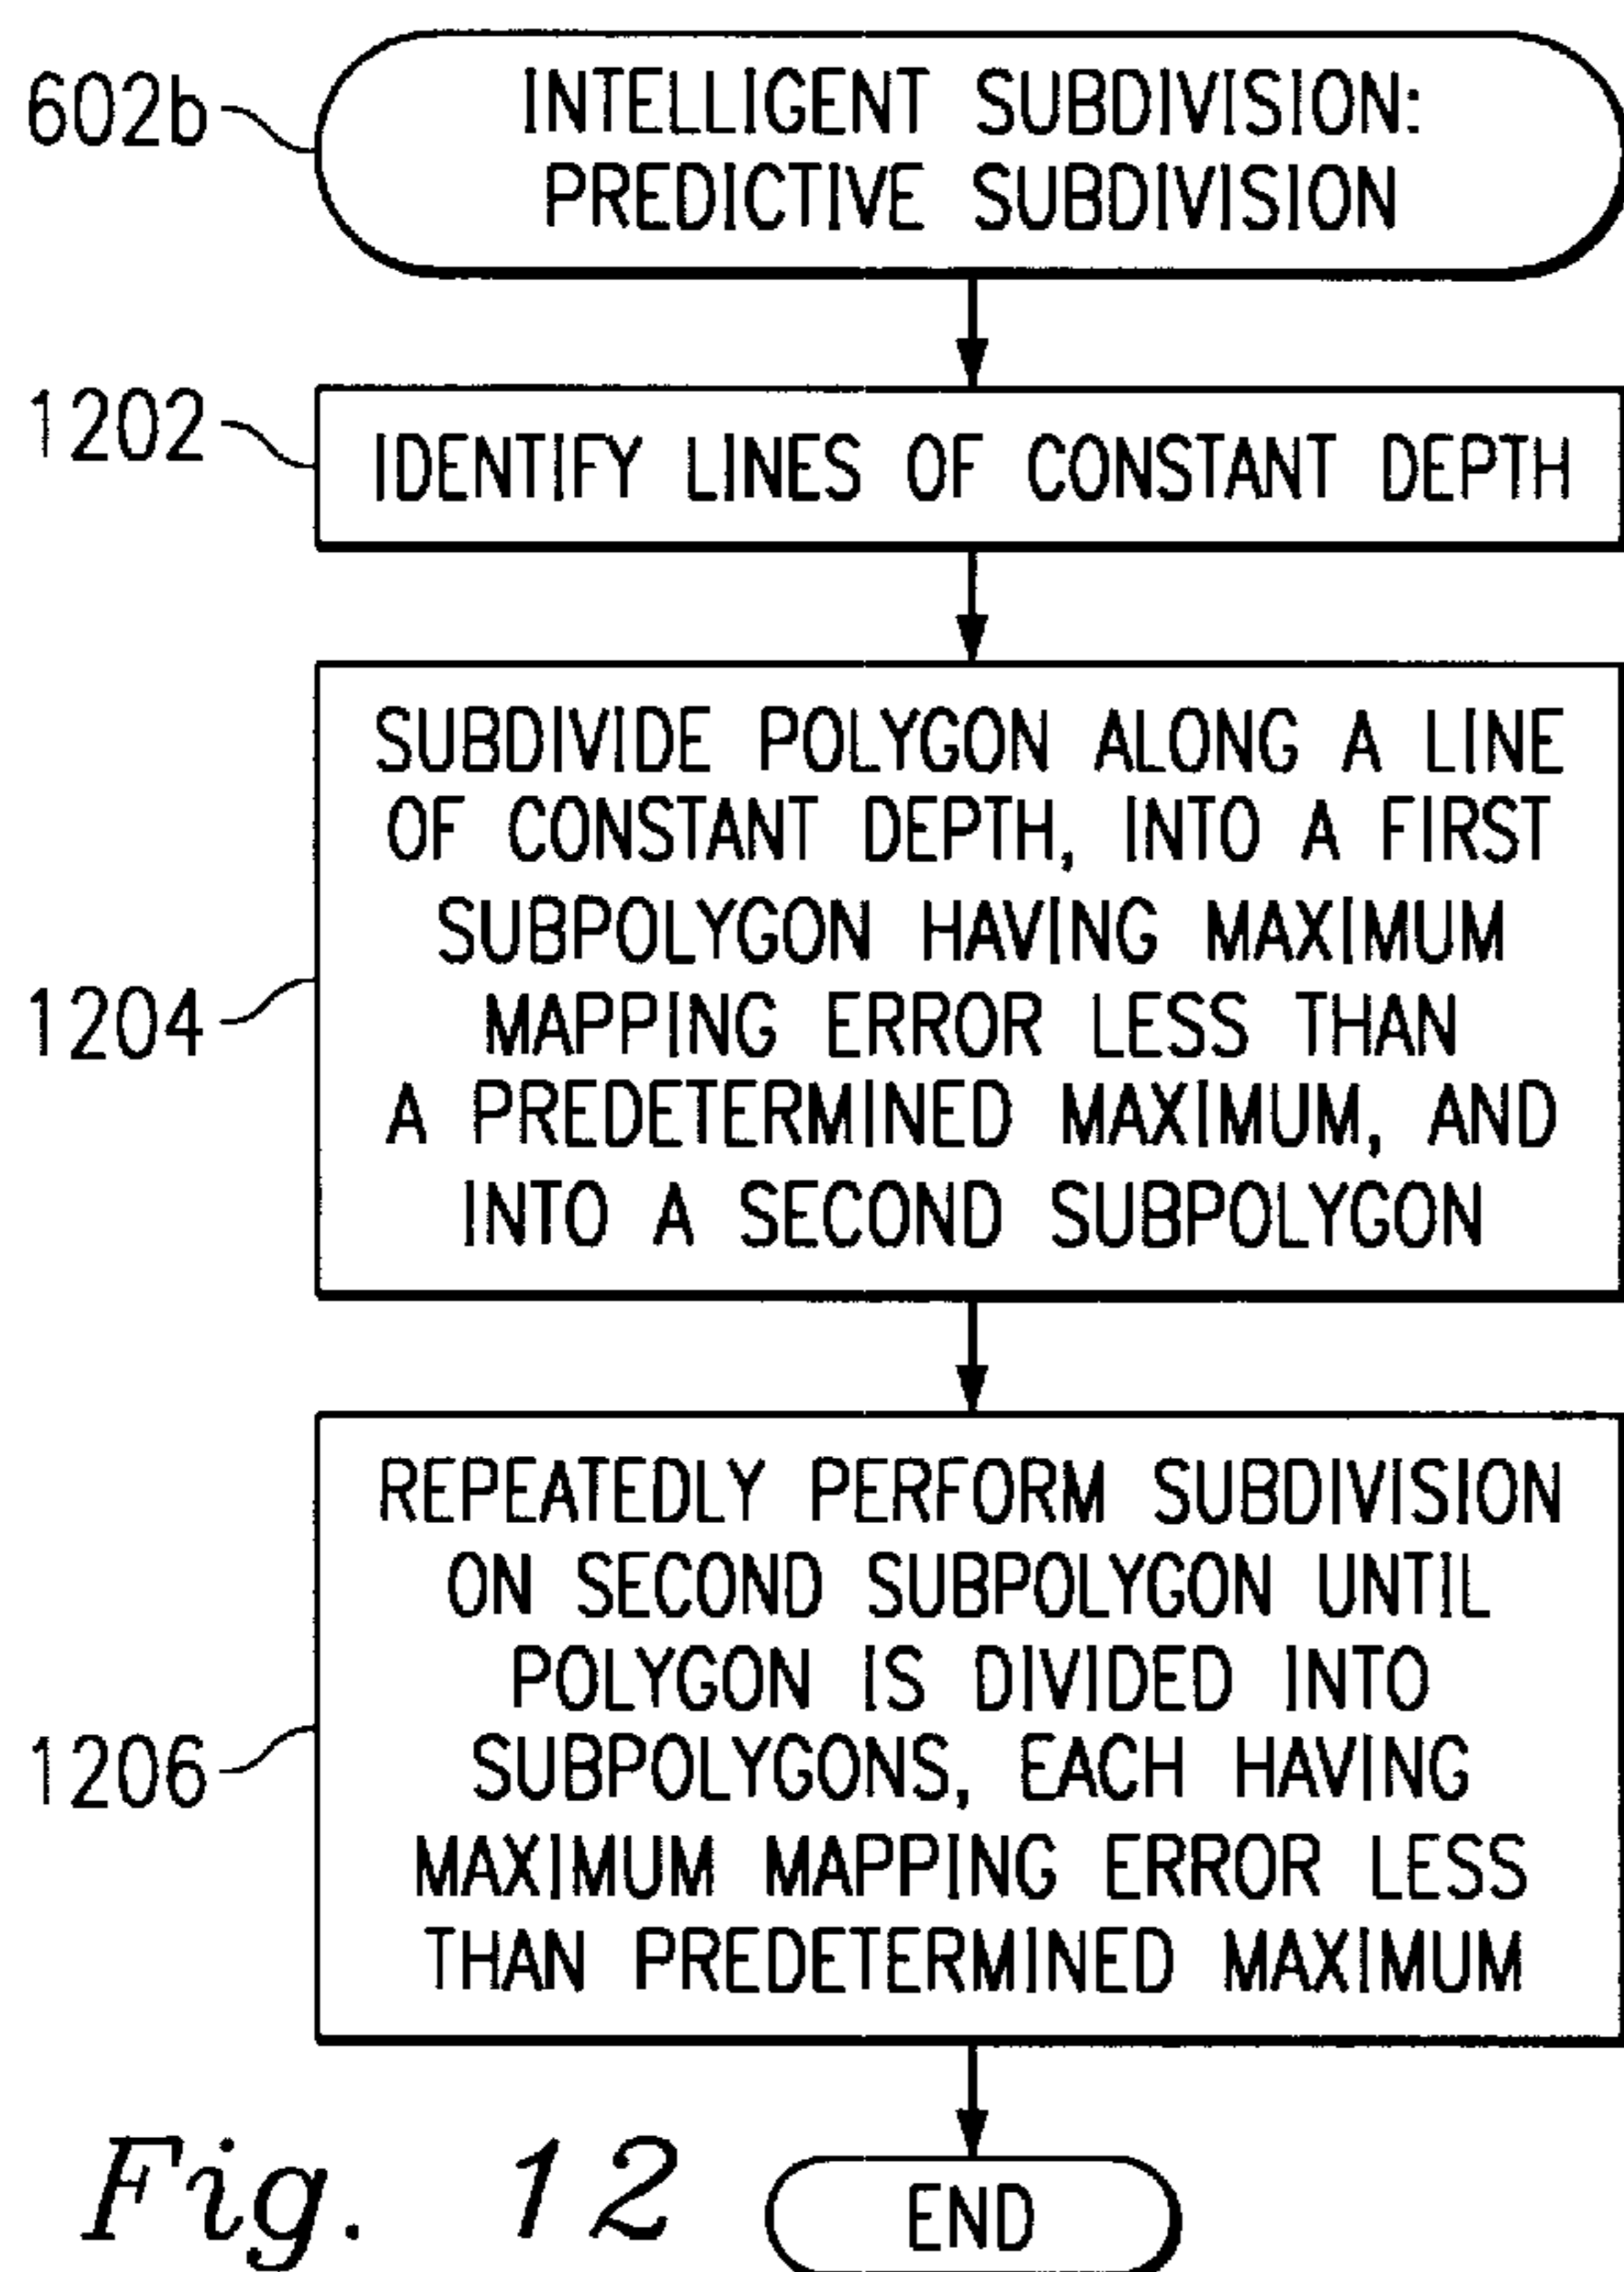 602b
INTELLIGENT SUBDIVISION:
PREDICTIVE SUBDIVISION
1202
IDENTIFY LINES OF CONSTANT DEPTH
1204
SUBDIVIDE POLYGON ALONG A LINE
OF CONSTANT DEPTH, INTO A FIRST
SUBPOLYGON HAVING MAXIMUM
MAPPING ERROR LESS THAN
A PREDETERMINED MAXIMUM, AND
INTO A SECOND SUBPOLYGON
1206
REPEATEDLY PERFORM SUBDIVISION
ON SECOND SUBPOLYGON UNTIL
POLYGON IS DIVIDED INTO
SUBPOLYGONS, EACH HAVING
MAXIMUM MAPPING ERROR LESS
THAN PREDETERMINED MAXIMUM
END
Fig. 12